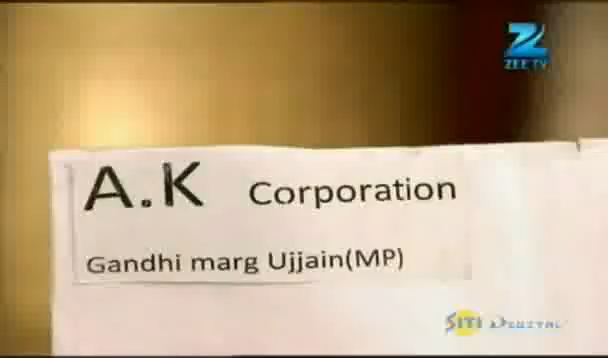 ZEE TV
A.K Corporation
Gandhi marg Ujjain(MP)
SITI DIGITAL